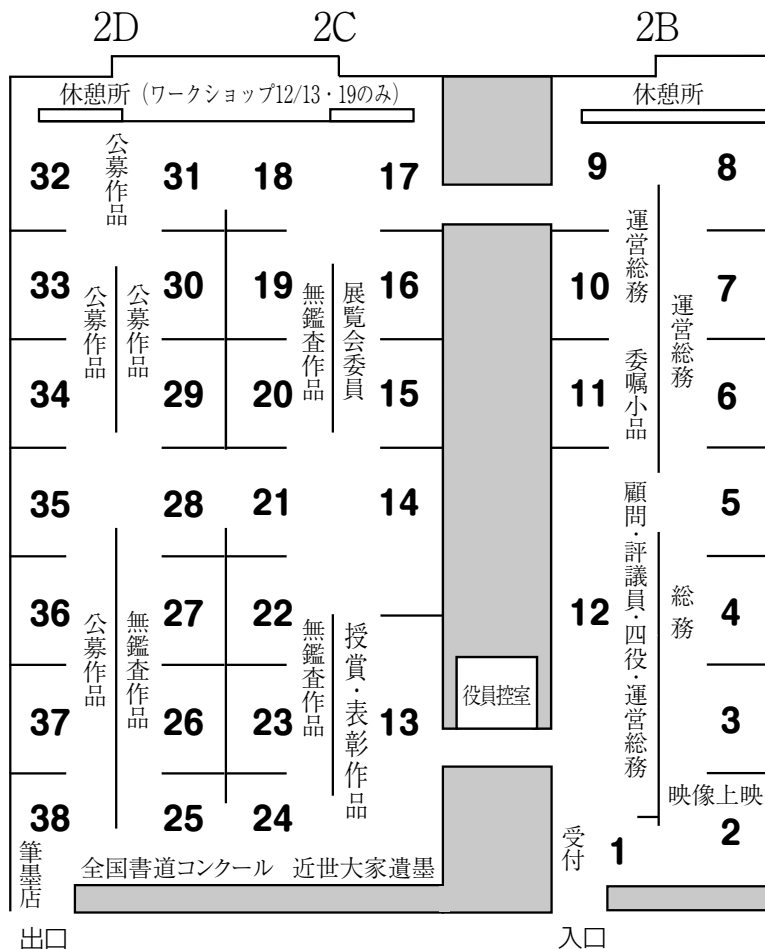 2D 2C 2B
休憩所（ワークショップ12/13・19のみ） 休憩所
32 公募作品 31 18 17 9 8
33 公募作品 公募作品 30 19 無鑑査作品 展覧会委員 16 10 運営総務 運営総務 7
34 29 20 15 11 委嘱小品 6
35 28 21 14 5
36 公募作品 無鑑査作品 27 22 無鑑査作品 授賞・表彰作品 12 顧問・評議員・四役・運営総務 総務 4
37 26 23 13 役員控室 3
映像上映
38 25 24 受付 1 2
筆墨店 全国書道コンクール 近世大家遺墨
出口 入口